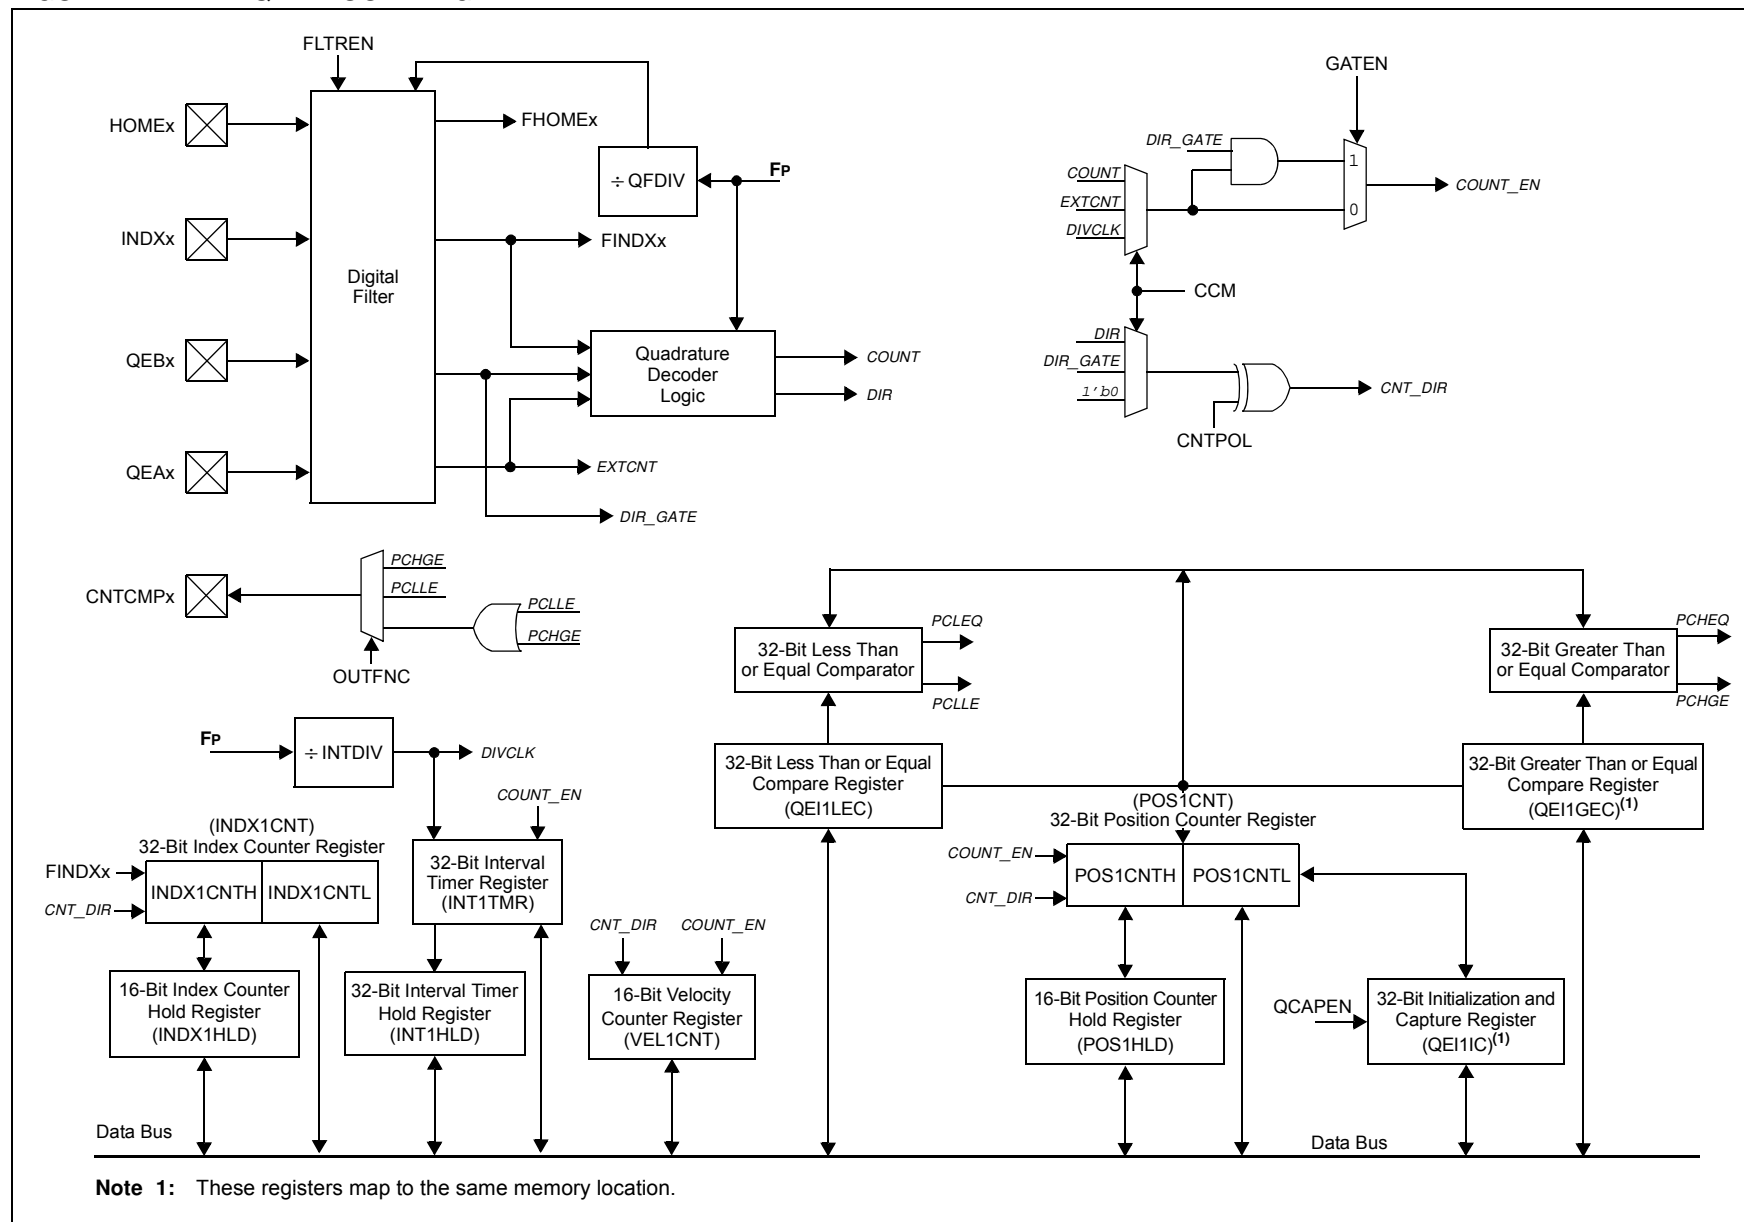 FLTREN
HOMEx
INDXx
QEBx
QEAx
Digital
Filter
FHOMEx
÷ QFDIV
FP
FINDXx
Quadrature
Decoder
Logic
COUNT
DIR
EXTCNT
DIR_GATE
GATEN
DIR_GATE
COUNT
EXTCNT
DIVCLK
1
0
COUNT_EN
CCM
DIR
DIR_GATE
1'b0
CNTPOL
CNT_DIR
CNTCMPx
PCHGE
PCLLE
PCLLE
PCHGE
OUTFNC
32-Bit Less Than
or Equal Comparator
PCLEQ
PCLLE
32-Bit Greater Than
or Equal Comparator
PCHEQ
PCHGE
FP
÷ INTDIV
DIVCLK
COUNT_EN
32-Bit Less Than or Equal
Compare Register
(QEI1LEC)
32-Bit Greater Than or Equal
Compare Register
(QEI1GEC)(1)
(INDX1CNT)
32-Bit Index Counter Register
FINDXx
CNT_DIR
INDX1CNTH
INDX1CNTL
32-Bit Interval
Timer Register
(INT1TMR)
(POS1CNT)
32-Bit Position Counter Register
COUNT_EN
CNT_DIR
POS1CNTH
POS1CNTL
CNT_DIR
COUNT_EN
16-Bit Index Counter
Hold Register
(INDX1HLD)
32-Bit Interval Timer
Hold Register
(INT1HLD)
16-Bit Velocity
Counter Register
(VEL1CNT)
16-Bit Position Counter
Hold Register
(POS1HLD)
QCAPEN
32-Bit Initialization and
Capture Register
(QEI1IC)(1)
Data Bus
Data Bus
Note 1: These registers map to the same memory location.